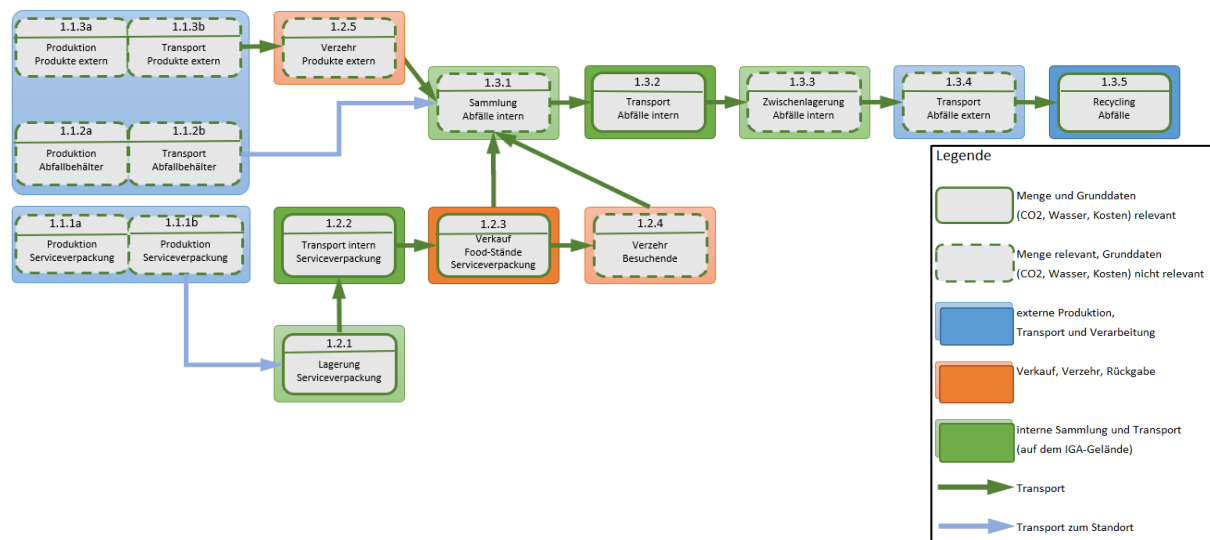 1.1.3a
Produktion
Produkte extern
1.1.3b
Transport
Produkte extern
1.2.5
Verzehr
Produkte extern
1.3.1
Sammlung
Abfälle intern
1.3.2
Transport
Abfälle intern
1.3.3
Zwischenlagerung
Abfälle intern
1.3.4
Transport
Abfälle extern
1.3.5
Recycling
Abfälle
1.1.2a
Produktion
Abfallbehälter
1.1.2b
Transport
Abfallbehälter
1.1.1a
Produktion
Serviceverpackung
1.1.1b
Produktion
Serviceverpackung
1.2.2
Transport intern
Serviceverpackung
1.2.3
Verkauf
Food-Stände
Serviceverpackung
1.2.4
Verzehr
Besuchende
1.2.1
Lagerung
Serviceverpackung
Legende
Menge und Grunddaten
(CO2, Wasser, Kosten) relevant
Menge relevant, Grunddaten
(CO2, Wasser, Kosten) nicht relevant
externe Produktion,
Transport und Verarbeitung
Verkauf, Verzehr, Rückgabe
interne Sammlung und Transport
(auf dem IGA-Gelände)
Transport
Transport zum Standort